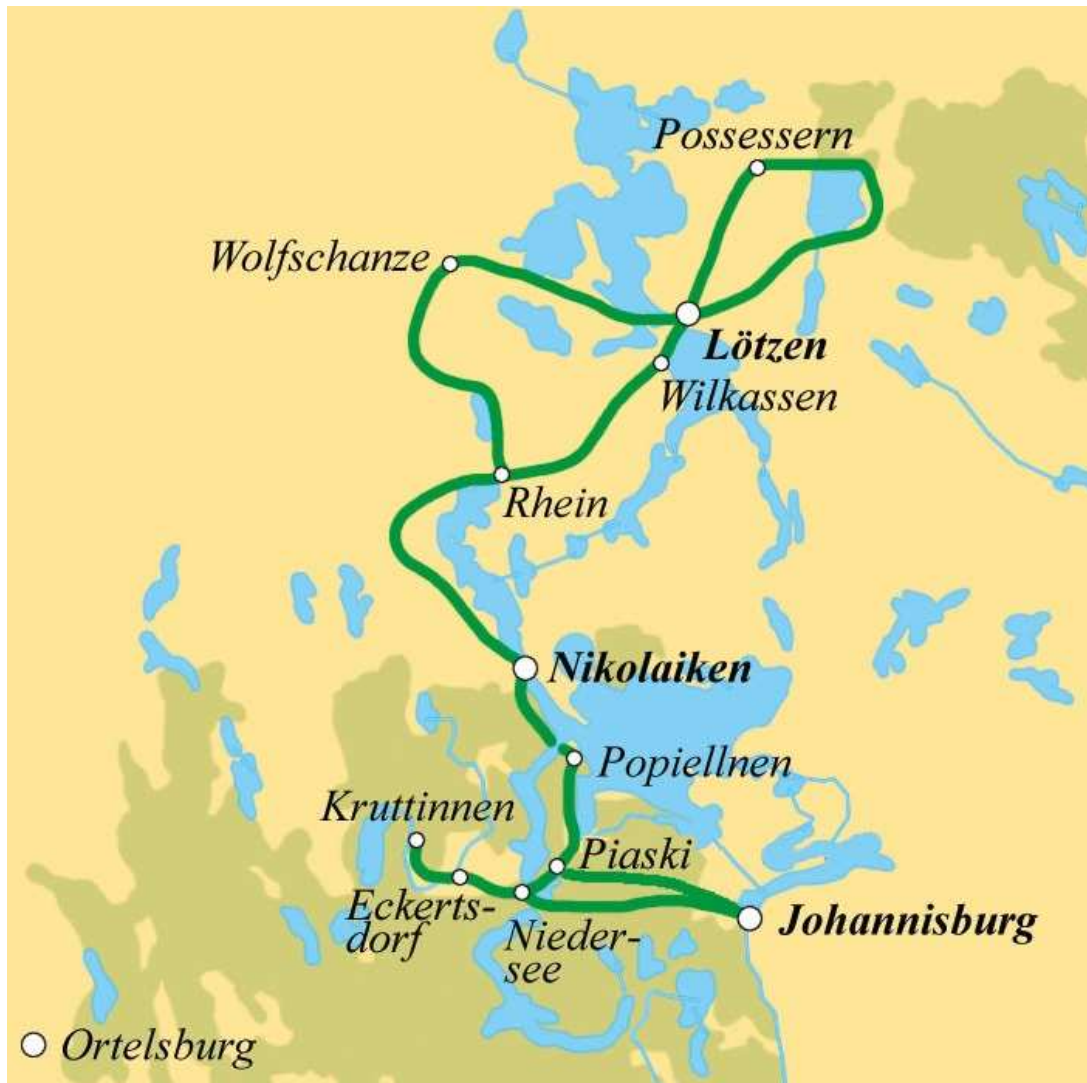 Possessern
Wolfschanze
Lötzen
Wilkassen
Rhein
Nikolaiken
Popiellnen
Kruttinnen
Piaski
Eckerts-
dorf
Nieder-
see
Johannisburg
Ortelsburg